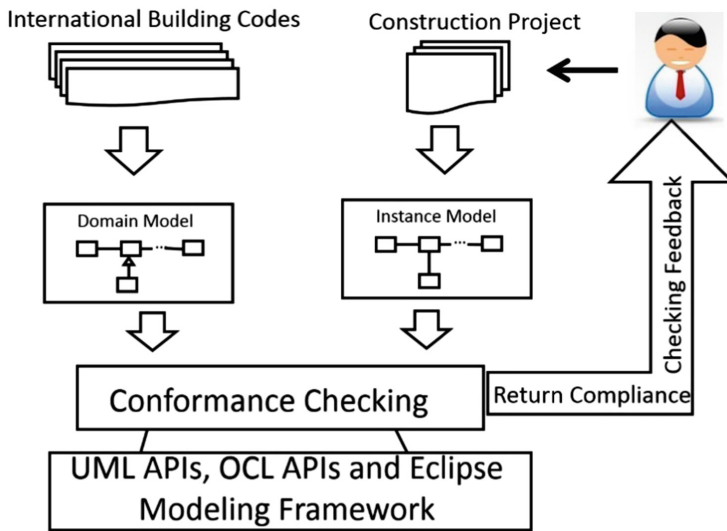 International Building Codes
Construction Project
Domain Model
...
Instance Model
...
Checking Feedback
Conformance Checking
Return Compliance
UML APIs, OCL APIs and Eclipse
Modeling Framework